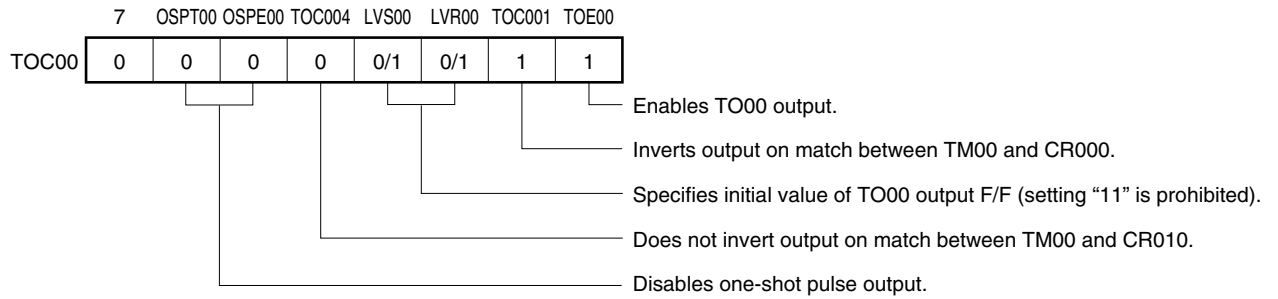 7 OSPT00 OSPE00 TOC004 LVS00 LVR00 TOC001 TOE00
TOC00 0 0 0 0 0/1 0/1 1 1
Enables TO00 output.
Inverts output on match between TM00 and CR000.
Specifies initial value of TO00 output F/F (setting “11” is prohibited).
Does not invert output on match between TM00 and CR010.
Disables one-shot pulse output.